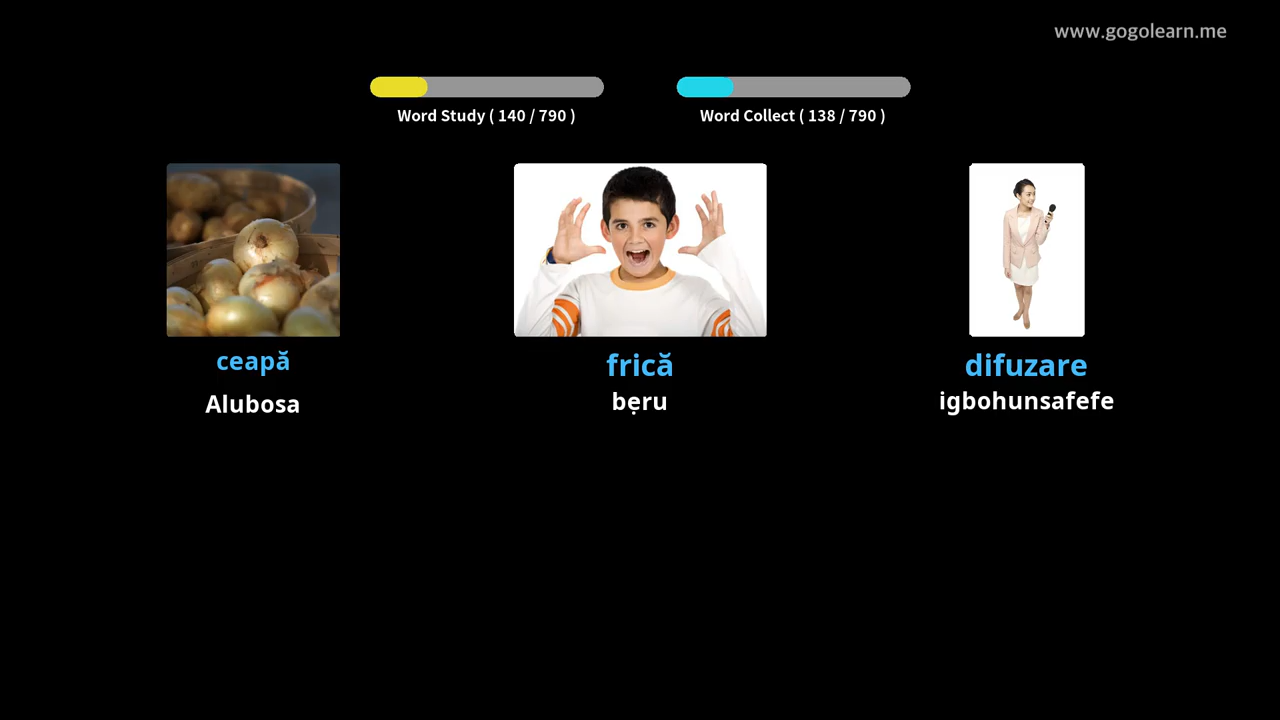 www.gogolearn.me
Word Study ( 140 / 790 )
Word Collect ( 138 / 790 )
ceapă
Alubosa
frică
bẹru
difuzare
igbohunsafefe